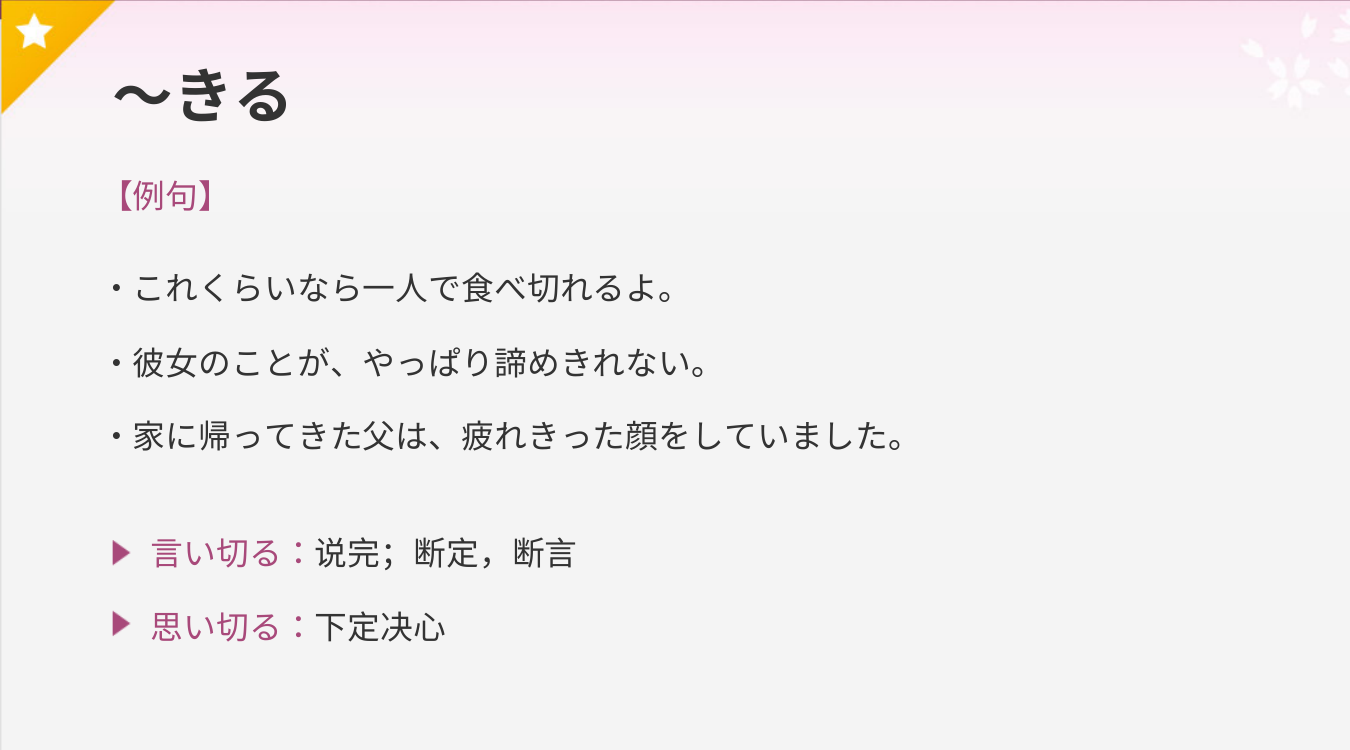 ～きる
【例句】
・これくらいなら一人で食べ切れるよ。
・彼女のことが、やっぱり諦めきれない。
・家に帰ってきた父は、疲れきった顔をしていました。
▶ 言い切る：说完；断定，断言
▶ 思い切る：下定决心